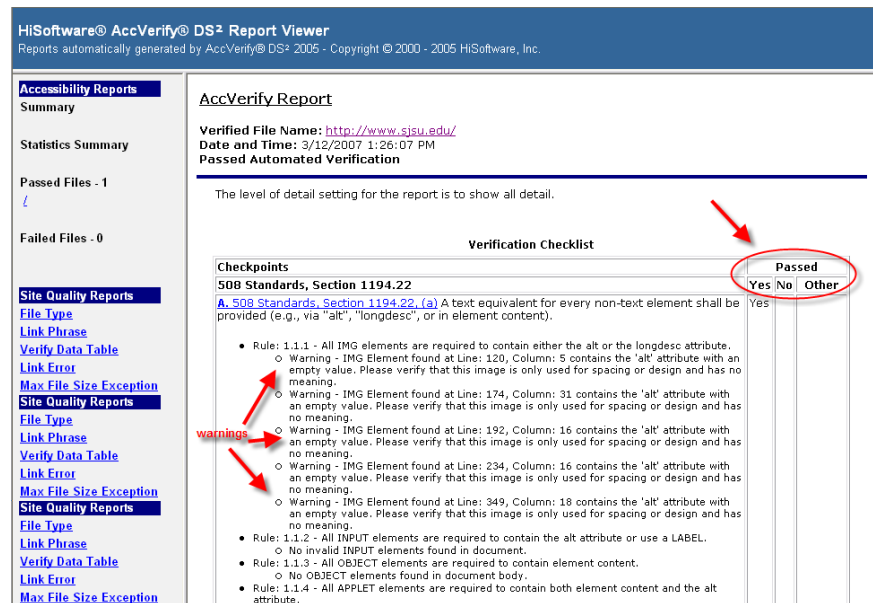 HiSoftware® AccVerify® DS² Report Viewer
Reports automatically generated by AccVerify® DS² 2005 - Copyright © 2000 - 2005 HiSoftware, Inc.
Accessibility Reports
Summary
Statistics Summary
Passed Files - 1
/
Failed Files - 0
Site Quality Reports
File Type
Link Phrase
Verify Data Table
Link Error
Max File Size Exception
Site Quality Reports
File Type
Link Phrase
Verify Data Table
Link Error
Max File Size Exception
Site Quality Reports
File Type
Link Phrase
Verify Data Table
Link Error
Max File Size Exception
AccVerify Report
Verified File Name: http://www.sjsu.edu/
Date and Time: 3/12/2007 1:26:07 PM
Passed Automated Verification
The level of detail setting for the report is to show all detail.
Verification Checklist
Checkpoints Passed
508 Standards, Section 1194.22 Yes No Other
A. 508 Standards, Section 1194.22, (a) A text equivalent for every non-text element shall be Yes
provided (e.g., via "alt", "longdesc", or in element content).
• Rule: 1.1.1 - All IMG elements are required to contain either the alt or the longdesc attribute.
o Warning - IMG Element found at Line: 120, Column: 5 contains the 'alt' attribute with an
empty value. Please verify that this image is only used for spacing or design and has no
meaning.
o Warning - IMG Element found at Line: 174, Column: 31 contains the 'alt' attribute with
an empty value. Please verify that this image is only used for spacing or design and has
no meaning.
warnings
o Warning - IMG Element found at Line: 192, Column: 16 contains the 'alt' attribute with
an empty value. Please verify that this image is only used for spacing or design and has
no meaning.
o Warning - IMG Element found at Line: 234, Column: 16 contains the 'alt' attribute with
an empty value. Please verify that this image is only used for spacing or design and has
no meaning.
o Warning - IMG Element found at Line: 349, Column: 18 contains the 'alt' attribute with
an empty value. Please verify that this image is only used for spacing or design and has
no meaning.
• Rule: 1.1.2 - All INPUT elements are required to contain the alt attribute or use a LABEL.
o No invalid INPUT elements found in document.
• Rule: 1.1.3 - All OBJECT elements are required to contain element content.
o No OBJECT elements found in document body.
• Rule: 1.1.4 - All APPLET elements are required to contain both element content and the alt
attribute.